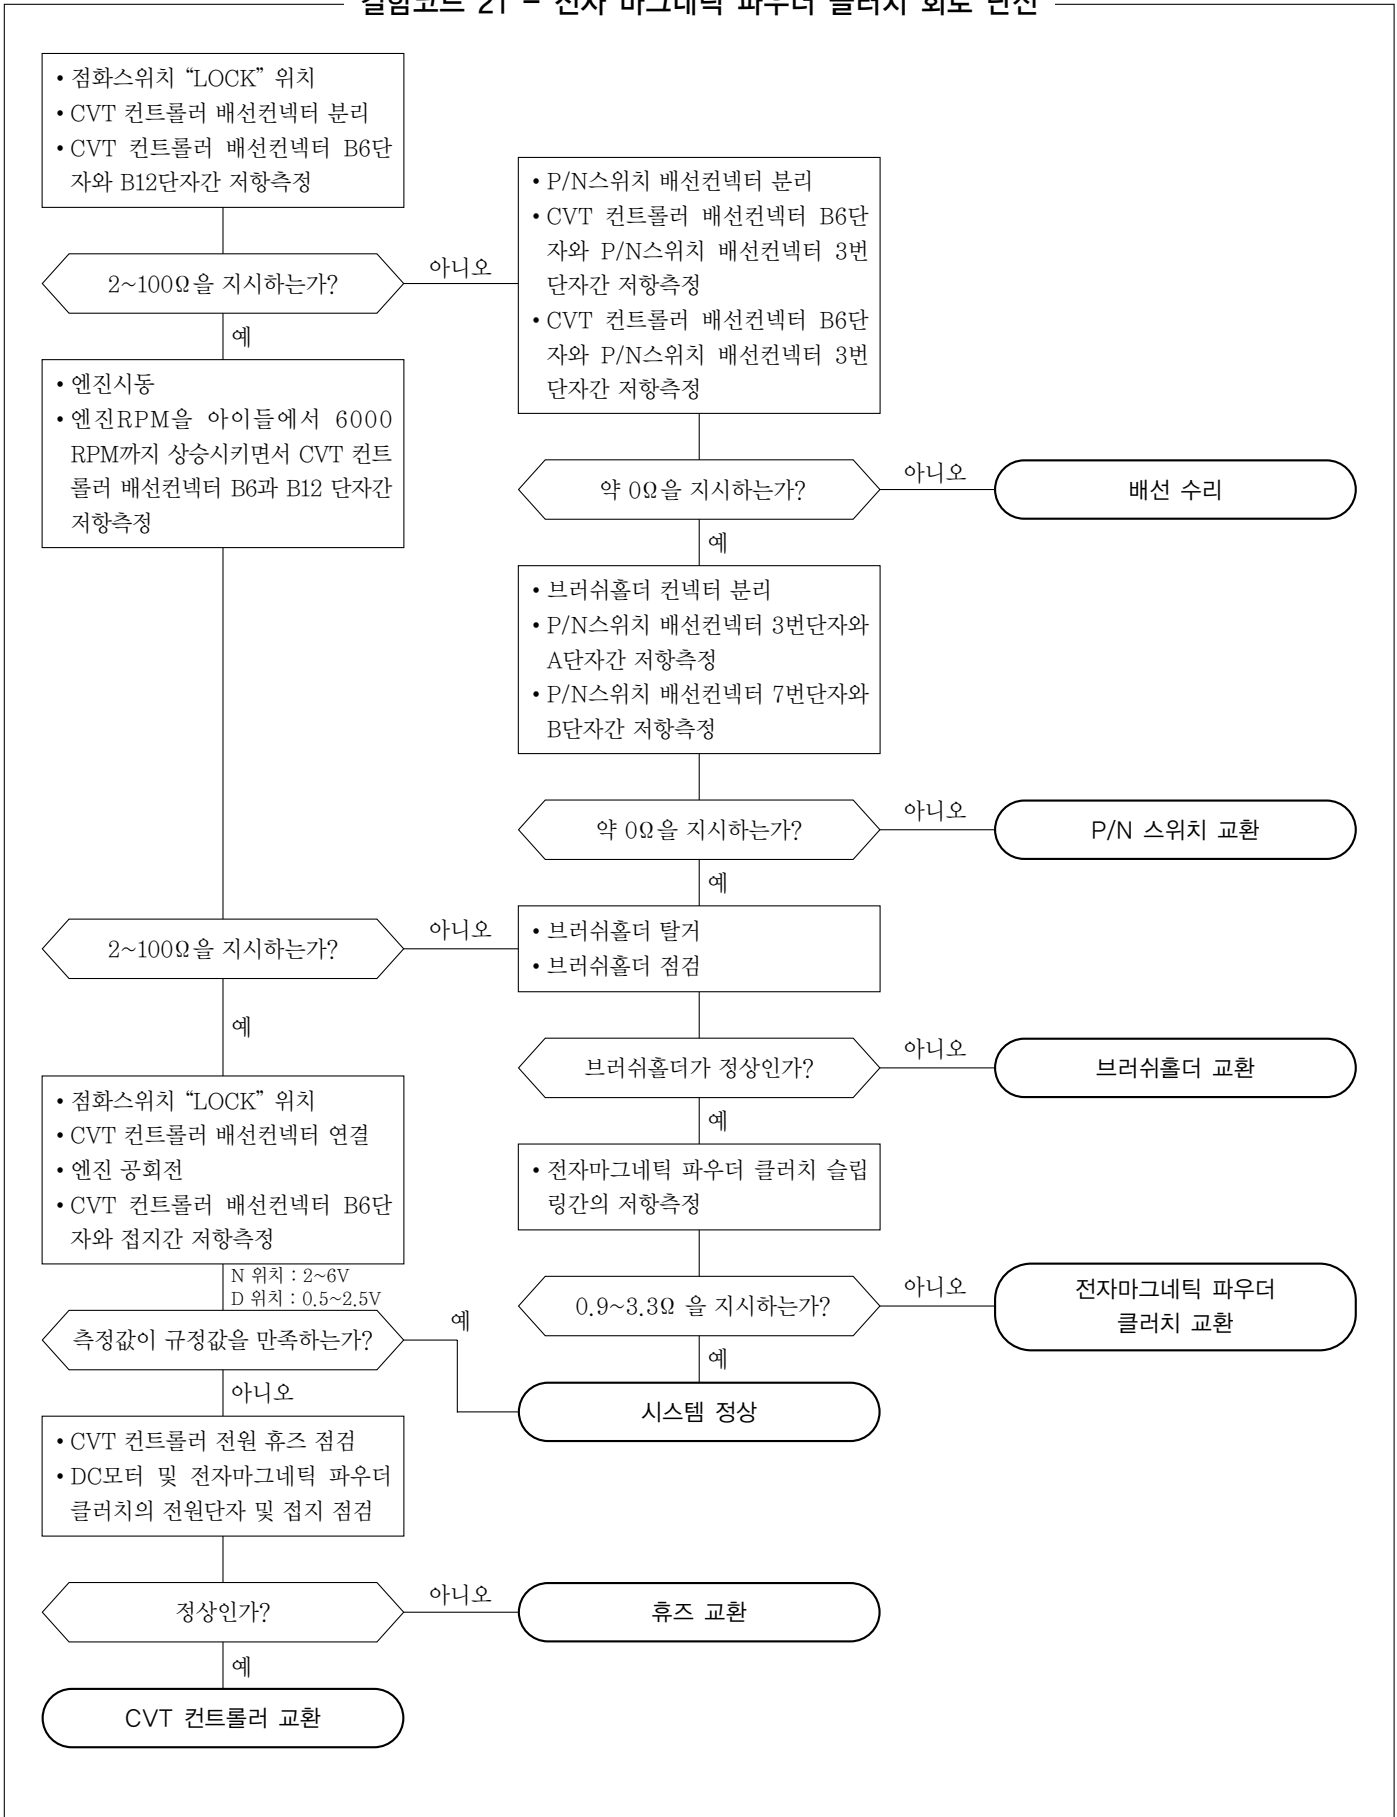 결함코드 21 - 전자 마그네틱 파우더 클러치 회로 단선
• 점화스위치 “LOCK” 위치
• CVT 컨트롤러 배선컨넥터 분리
• CVT 컨트롤러 배선컨넥터 B6단
자와 B12단자간 저항측정
2~100Ω을 지시하는가?
아니오
예
• P/N스위치 배선컨넥터 분리
• CVT 컨트롤러 배선컨넥터 B6단
자와 P/N스위치 배선컨넥터 3번
단자간 저항측정
• CVT 컨트롤러 배선컨넥터 B6단
자와 P/N스위치 배선컨넥터 3번
단자간 저항측정
• 엔진시동
• 엔진RPM을 아이들에서 6000
RPM까지 상승시키면서 CVT 컨트
롤러 배선컨넥터 B6과 B12 단자간
저항측정
약 0Ω을 지시하는가?
아니오
배선 수리
예
• 브러쉬홀더 컨넥터 분리
• P/N스위치 배선컨넥터 3번단자와
A단자간 저항측정
• P/N스위치 배선컨넥터 7번단자와
B단자간 저항측정
약 0Ω을 지시하는가?
아니오
P/N 스위치 교환
예
2~100Ω을 지시하는가?
아니오
• 브러쉬홀더 탈거
• 브러쉬홀더 점검
예
브러쉬홀더가 정상인가?
아니오
브러쉬홀더 교환
예
• 점화스위치 “LOCK” 위치
• CVT 컨트롤러 배선컨넥터 연결
• 엔진 공회전
• CVT 컨트롤러 배선컨넥터 B6단
자와 접지간 저항측정
• 전자마그네틱 파우더 클러치 슬립
링간의 저항측정
N 위치 : 2~6V
D 위치 : 0.5~2.5V
측정값이 규정값을 만족하는가?
예
0.9~3.3Ω 을 지시하는가?
아니오
전자마그네틱 파우더
클러치 교환
예
시스템 정상
아니오
• CVT 컨트롤러 전원 휴즈 점검
• DC모터 및 전자마그네틱 파우더
클러치의 전원단자 및 접지 점검
정상인가?
아니오
휴즈 교환
예
CVT 컨트롤러 교환